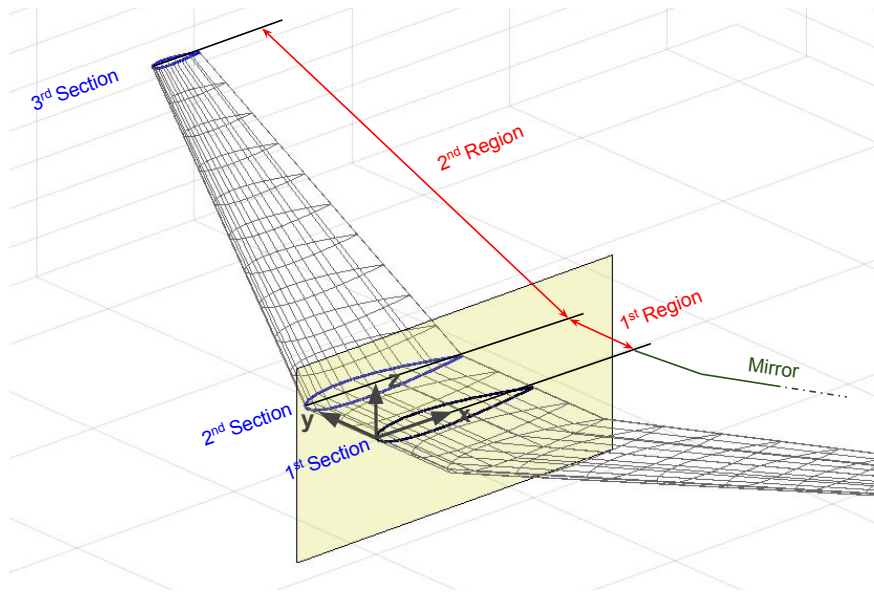 3rd Section
2nd Region
1st Region
Mirror
z
x
y
2nd Section
1st Section